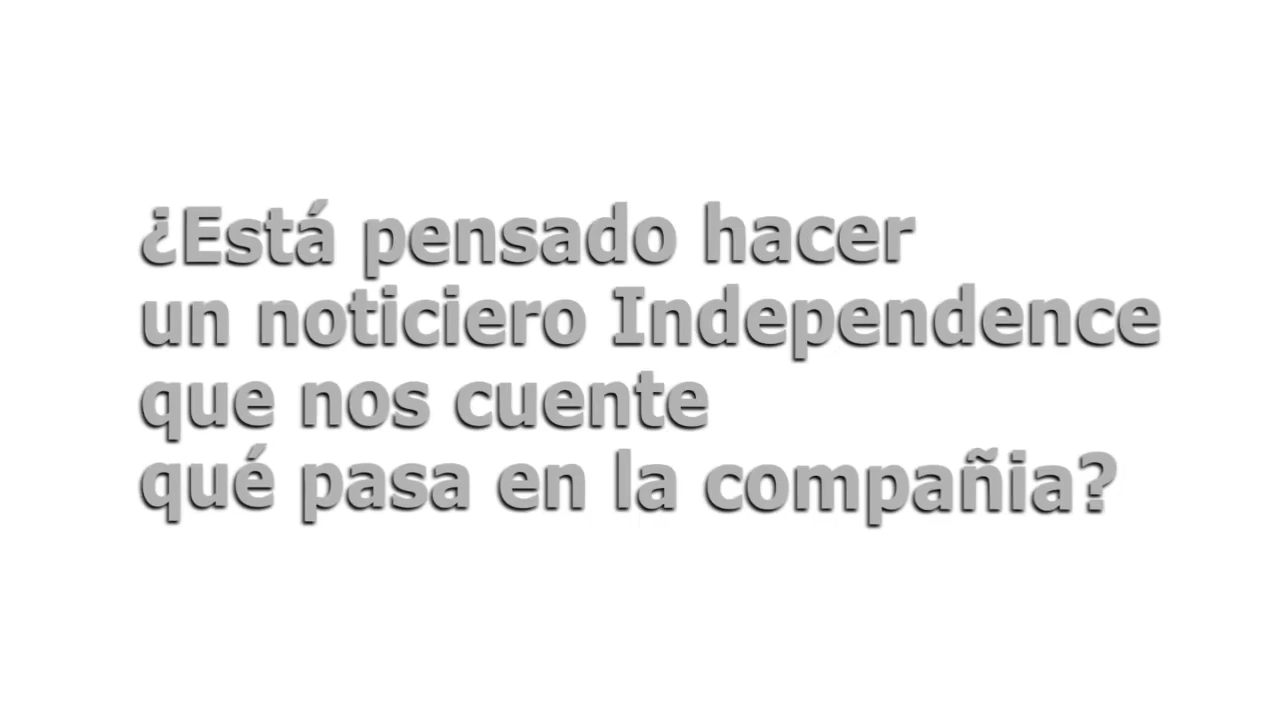 ¿Está pensado hacer
un noticiero Independence
que nos cuente
qué pasa en la compañia?